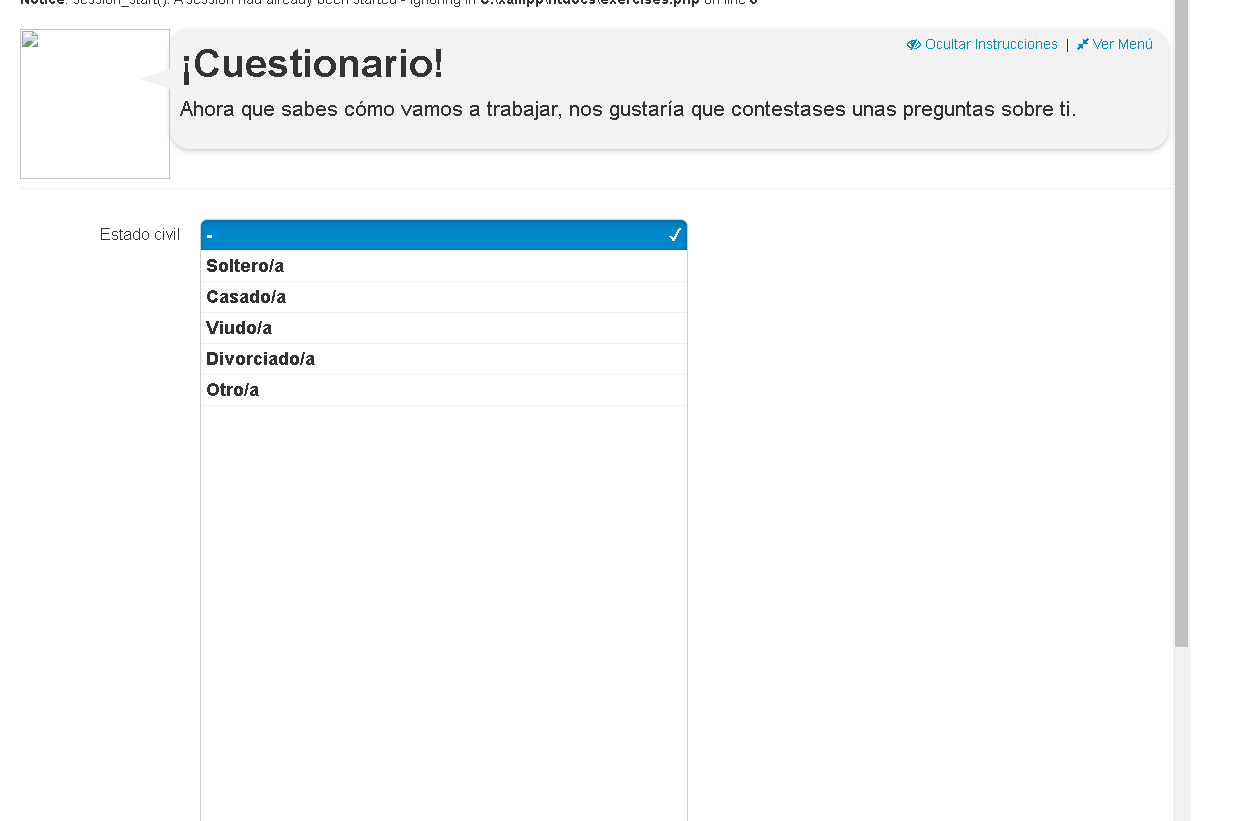 Notice: session_start(): A session had already been started - ignoring in C:\xampp\htdocs\exercises.php on line
Ocultar Instrucciones | Ver Menú
¡Cuestionario!
Ahora que sabes cómo vamos a trabajar, nos gustaría que contestases unas preguntas sobre ti.
Estado civil
-
Soltero/a
Casado/a
Viudo/a
Divorciado/a
Otro/a